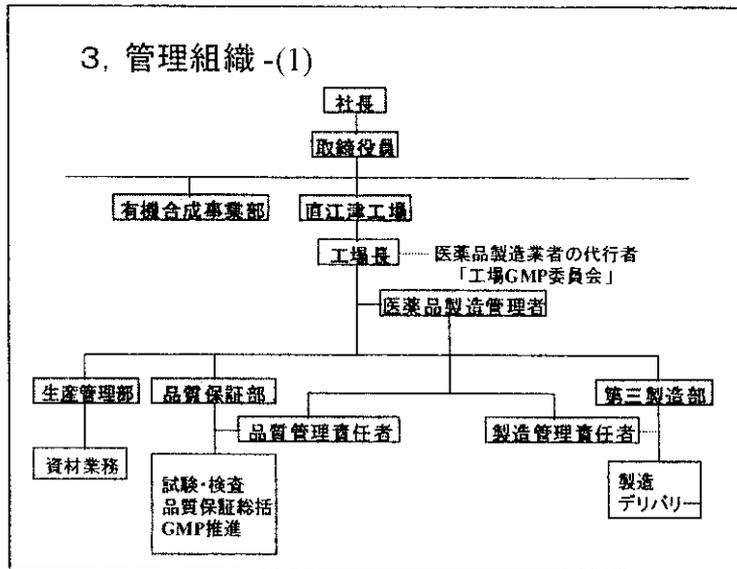 3. 管理組織 -(1)
社長
取締役員
有機合成事業部
直江津工場
工場長
医薬品製造業者の代行者
「工場GMP委員会」
医薬品製造管理者
生産管理部
品質保証部
第三製造部
品質管理責任者
製造管理責任者
資材業務
試験・検査
品質保証総括
GMP推進
製造
デリバリー